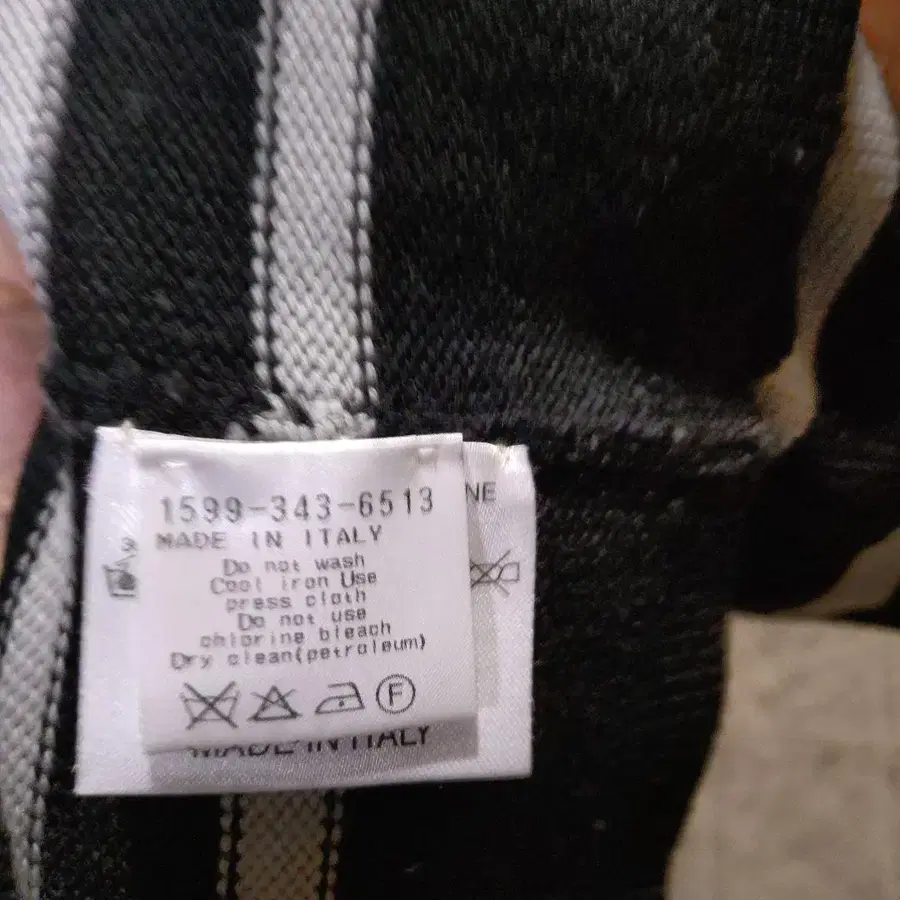 1599-343-6513
NE
MADE IN ITALY
Do not wash
Cool iron Use
press cloth
Do not use
chlorine bleach
Dry clean(petroleum)
F
MADE IN ITALY